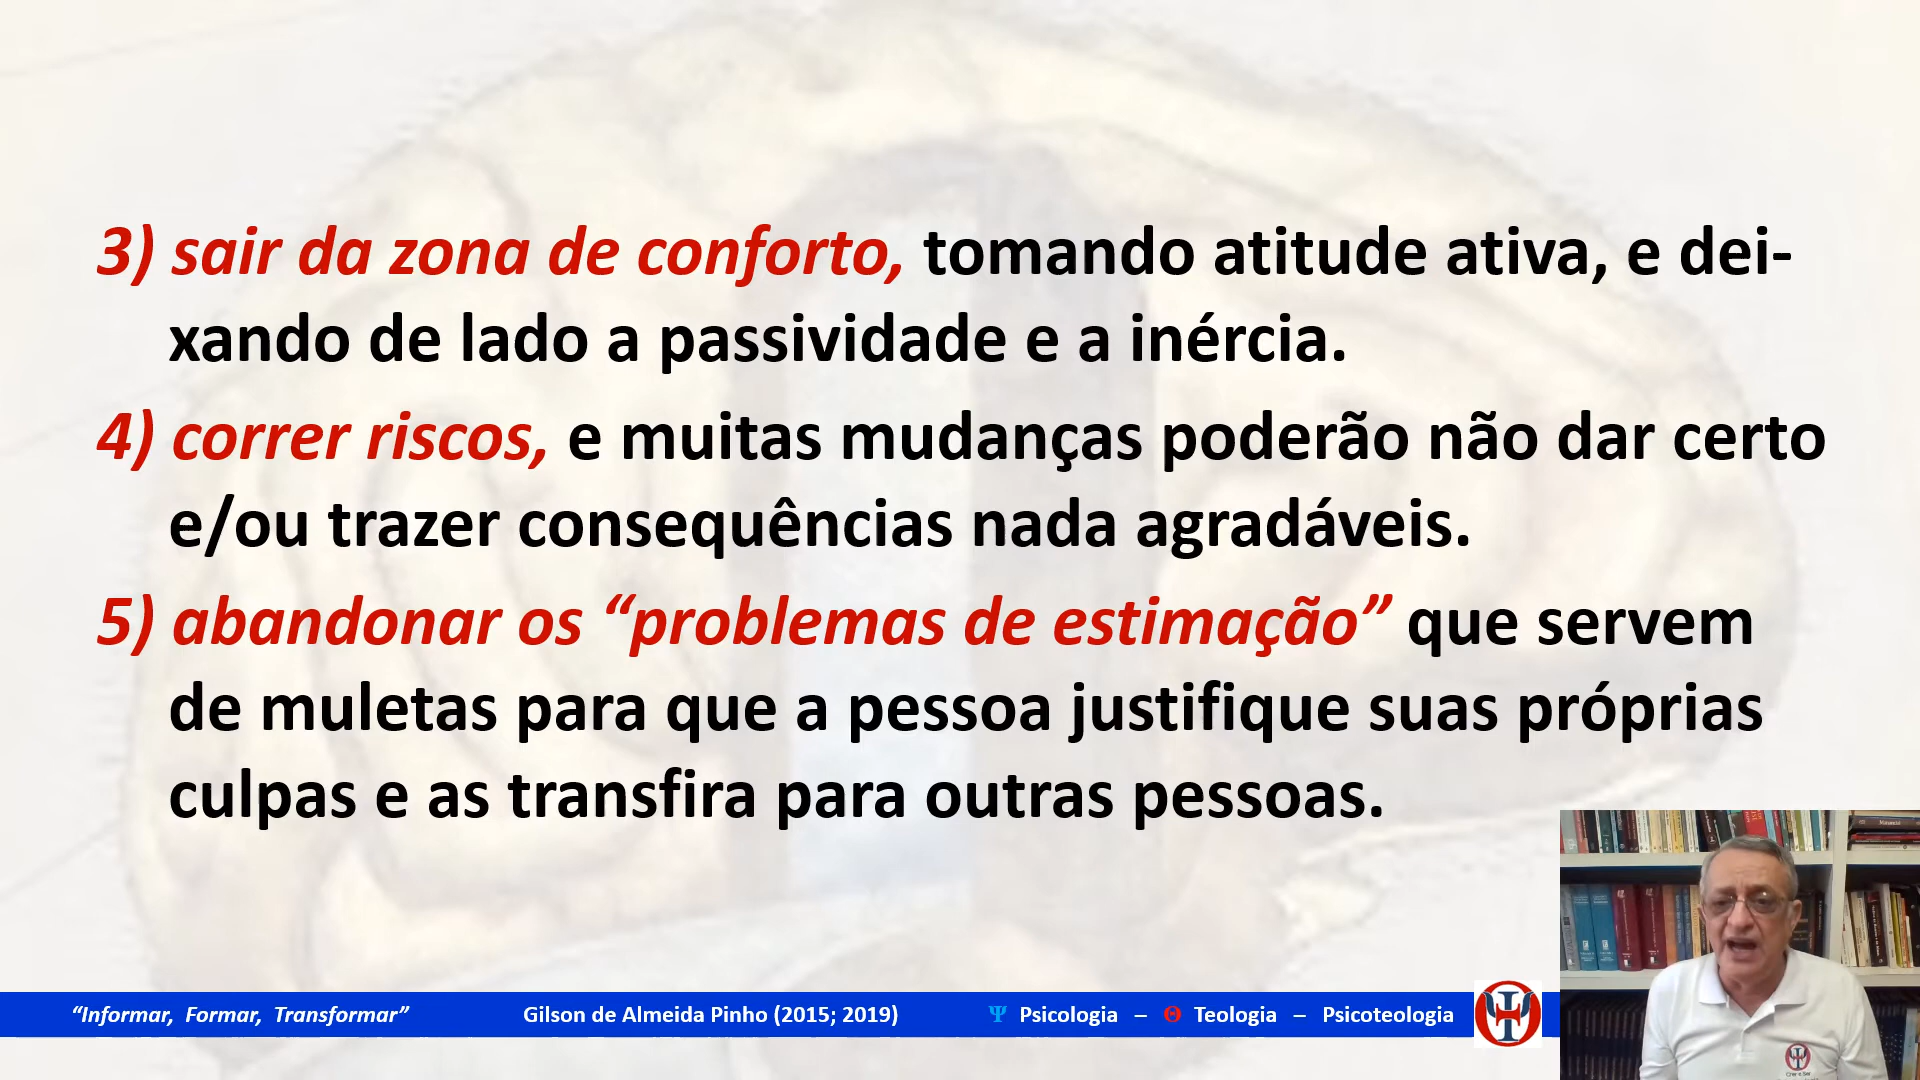 3) sair da zona de conforto, tomando atitude ativa, e dei-
xando de lado a passividade e a inércia.
4) correr riscos, e muitas mudanças poderão não dar certo
e/ou trazer consequências nada agradáveis.
5) abandonar os “problemas de estimação” que servem
de muletas para que a pessoa justifique suas próprias
culpas e as transfira para outras pessoas.
“Informar, Formar, Transformar” Gilson de Almeida Pinho (2015; 2019) Ψ Psicologia – Θ Teologia – Psicoteologia